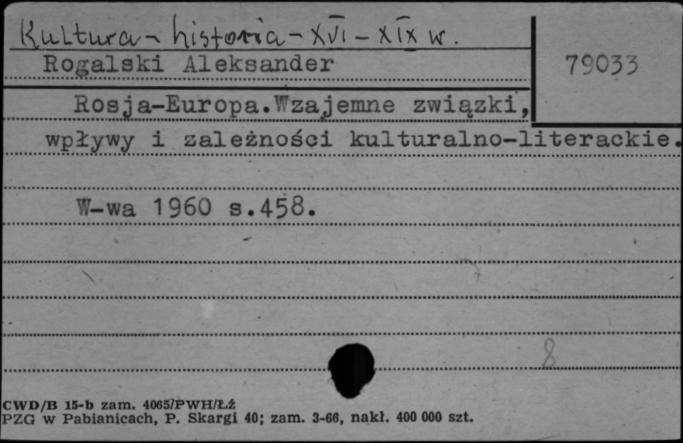 Kultura - historia - XVI - XIX w.
Rogalski Aleksander
79033
Rosja-Europa.Wzajemne związki,
wpływy i zależności kulturalno-literackie.
W-wa 1960 s.458.
8
CWD/B 15-b zam. 4065/PWH/Łź
PZG w Pabianicach, P. Skargi 40; zam. 3-66, nakł. 400 000 szt.